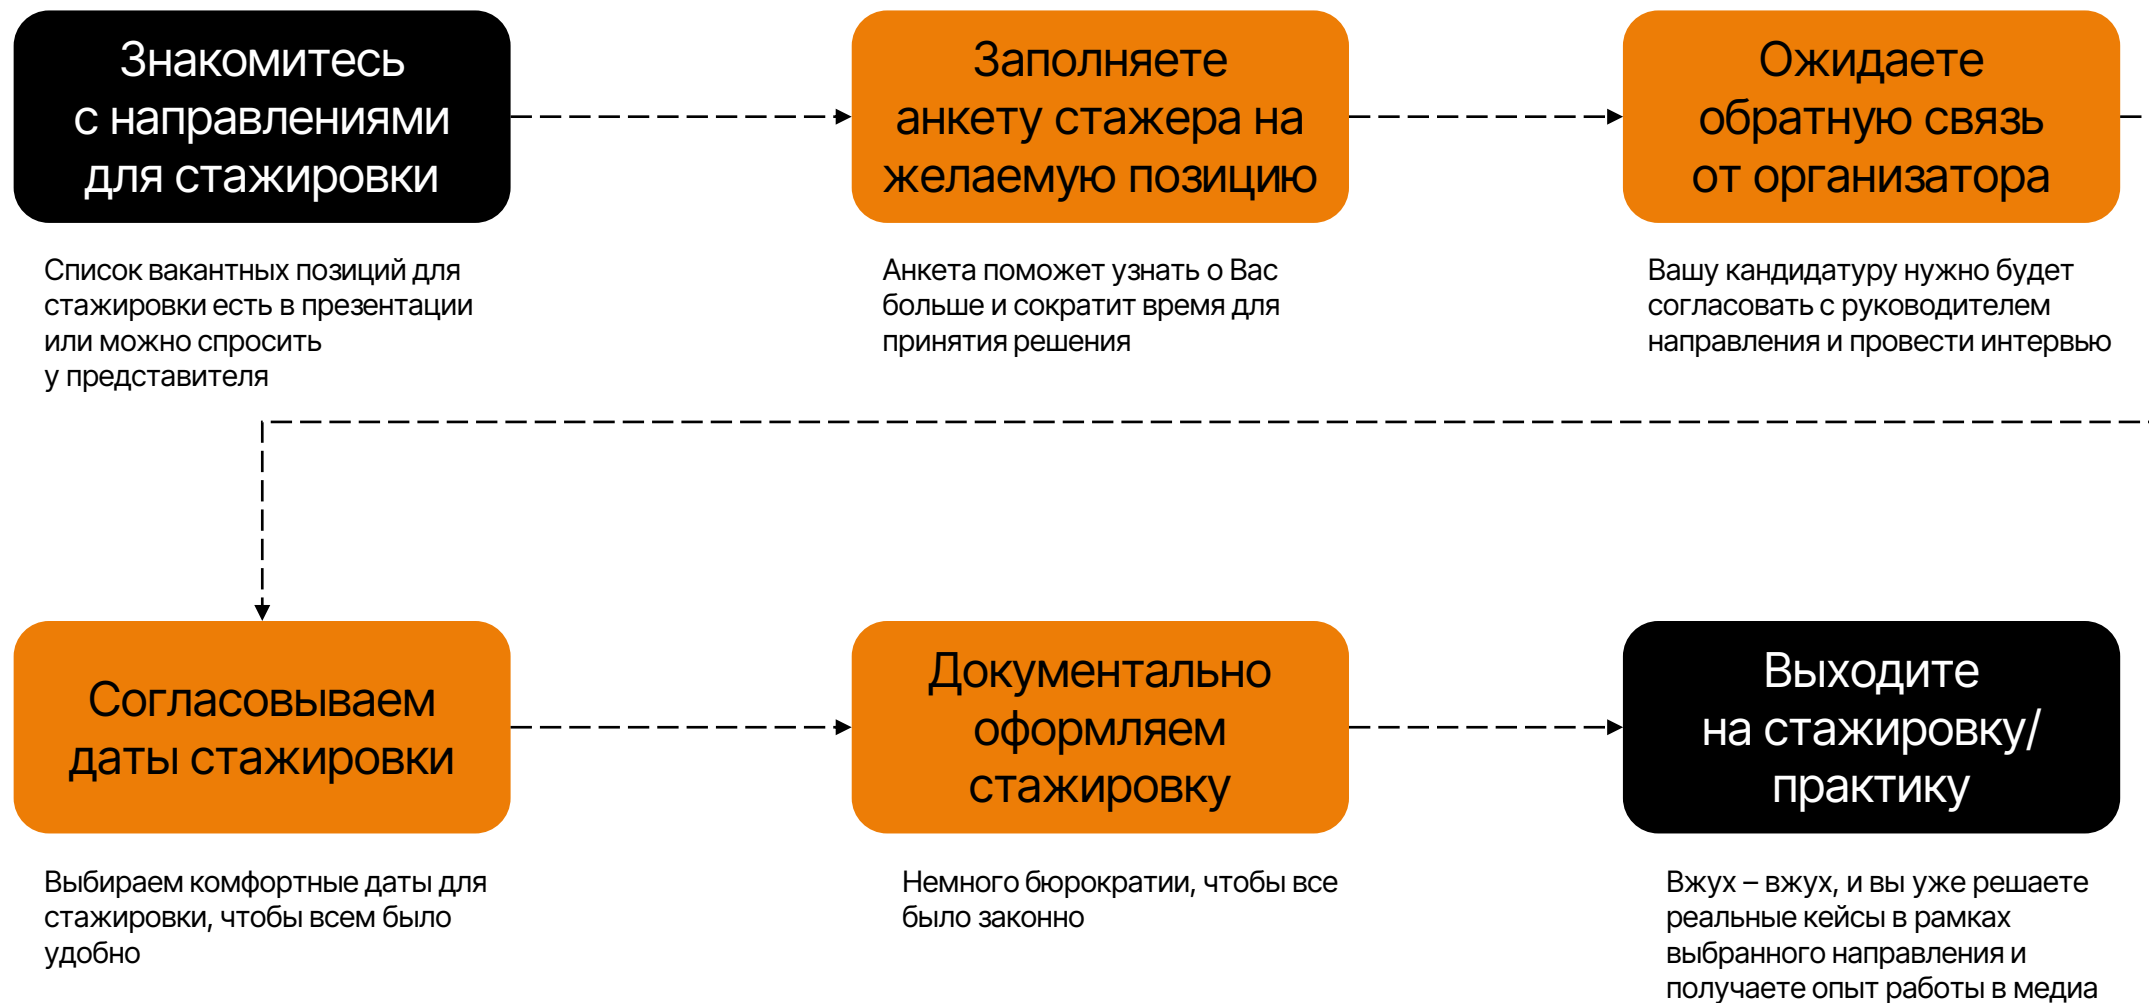 Знакомитесь
с направлениями
для стажировки
Список вакантных позиций для
стажировки есть в презентации
или можно спросить
у представителя
Заполняете
анкету стажера на
желаемую позицию
Анкета поможет узнать о Вас
больше и сократит время для
принятия решения
Ожидаете
обратную связь
от организатора
Вашу кандидатуру нужно будет
согласовать с руководителем
направления и провести интервью
Согласовываем
даты стажировки
Выбираем комфортные даты для
стажировки, чтобы всем было
удобно
Документально
оформляем
стажировку
Немного бюрократии, чтобы все
было законно
Выходите
на стажировку/
практику
Вжух – вжух, и вы уже решаете
реальные кейсы в рамках
выбранного направления и
получаете опыт работы в медиа